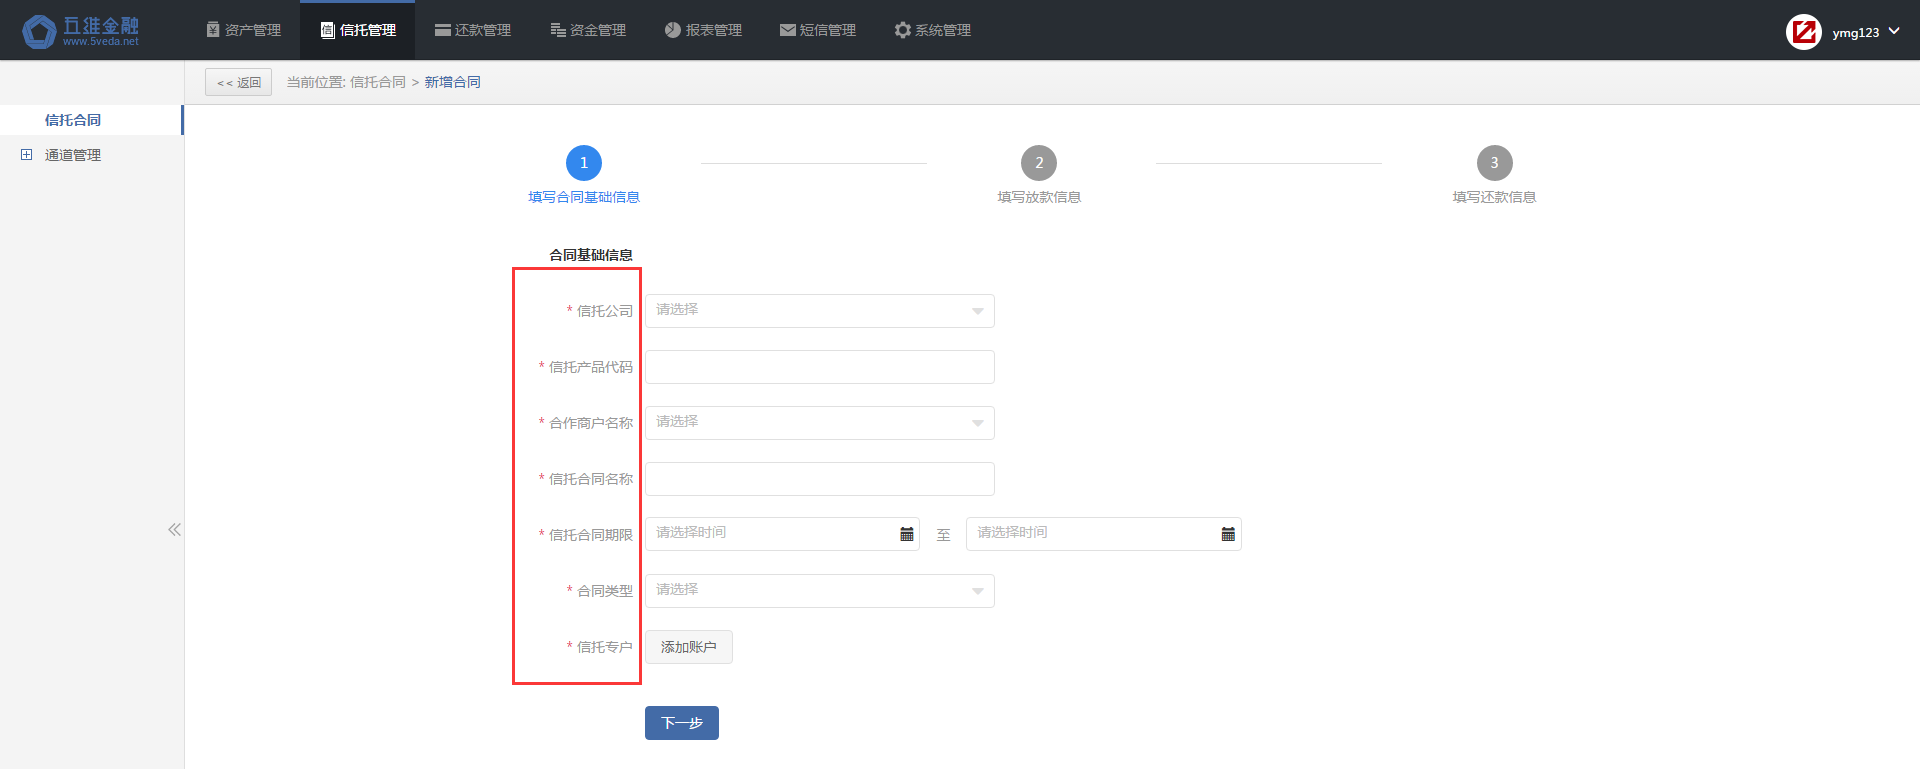 五维金融
www.5veda.net
资产管理
信托管理
还款管理
资金管理
报表管理
短信管理
系统管理
ymg123
<< 返回
当前位置: 信托合同 > 新增合同
信托合同
通道管理
1
2
3
填写合同基础信息
填写放款信息
填写还款信息
合同基础信息
* 信托公司 请选择
* 信托产品代码
* 合作商户名称 请选择
* 信托合同名称
* 信托合同期限 请选择时间 至 请选择时间
* 合同类型 请选择
* 信托专户 添加账户
下一步